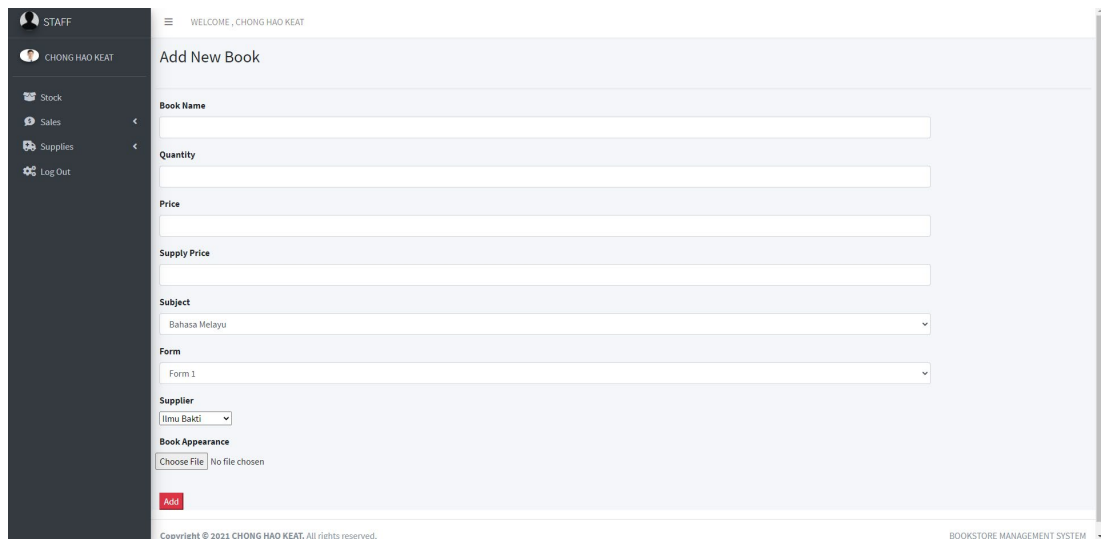 STAFF
WELCOME , CHONG HAO KEAT
CHONG HAO KEAT
Stock
Sales
Supplies
Log Out
Add New Book
Book Name
Quantity
Price
Supply Price
Subject
Bahasa Melayu
Form
Form 1
Supplier
Ilmu Bakti
Book Appearance
Choose File No file chosen
Add
Copyright © 2021 CHONG HAO KEAT. All rights reserved.
BOOKSTORE MANAGEMENT SYSTEM